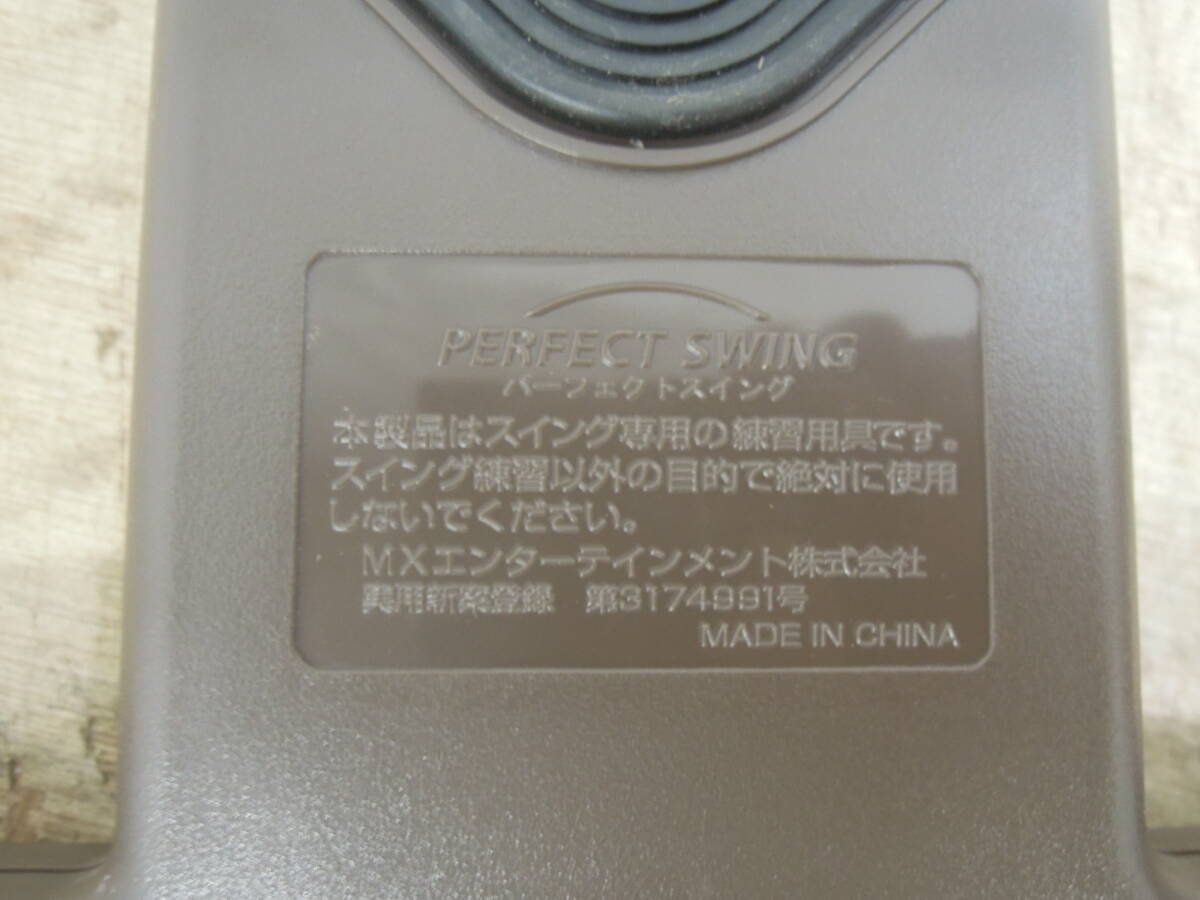 PERFECT SWING
パーフェクトスイング
本製品はスイング専用の練習用具です。
スイング練習以外の目的で絶対に使用
しないでください。
MXエンターテインメント株式会社
実用新案登録 第3174991号
MADE IN CHINA